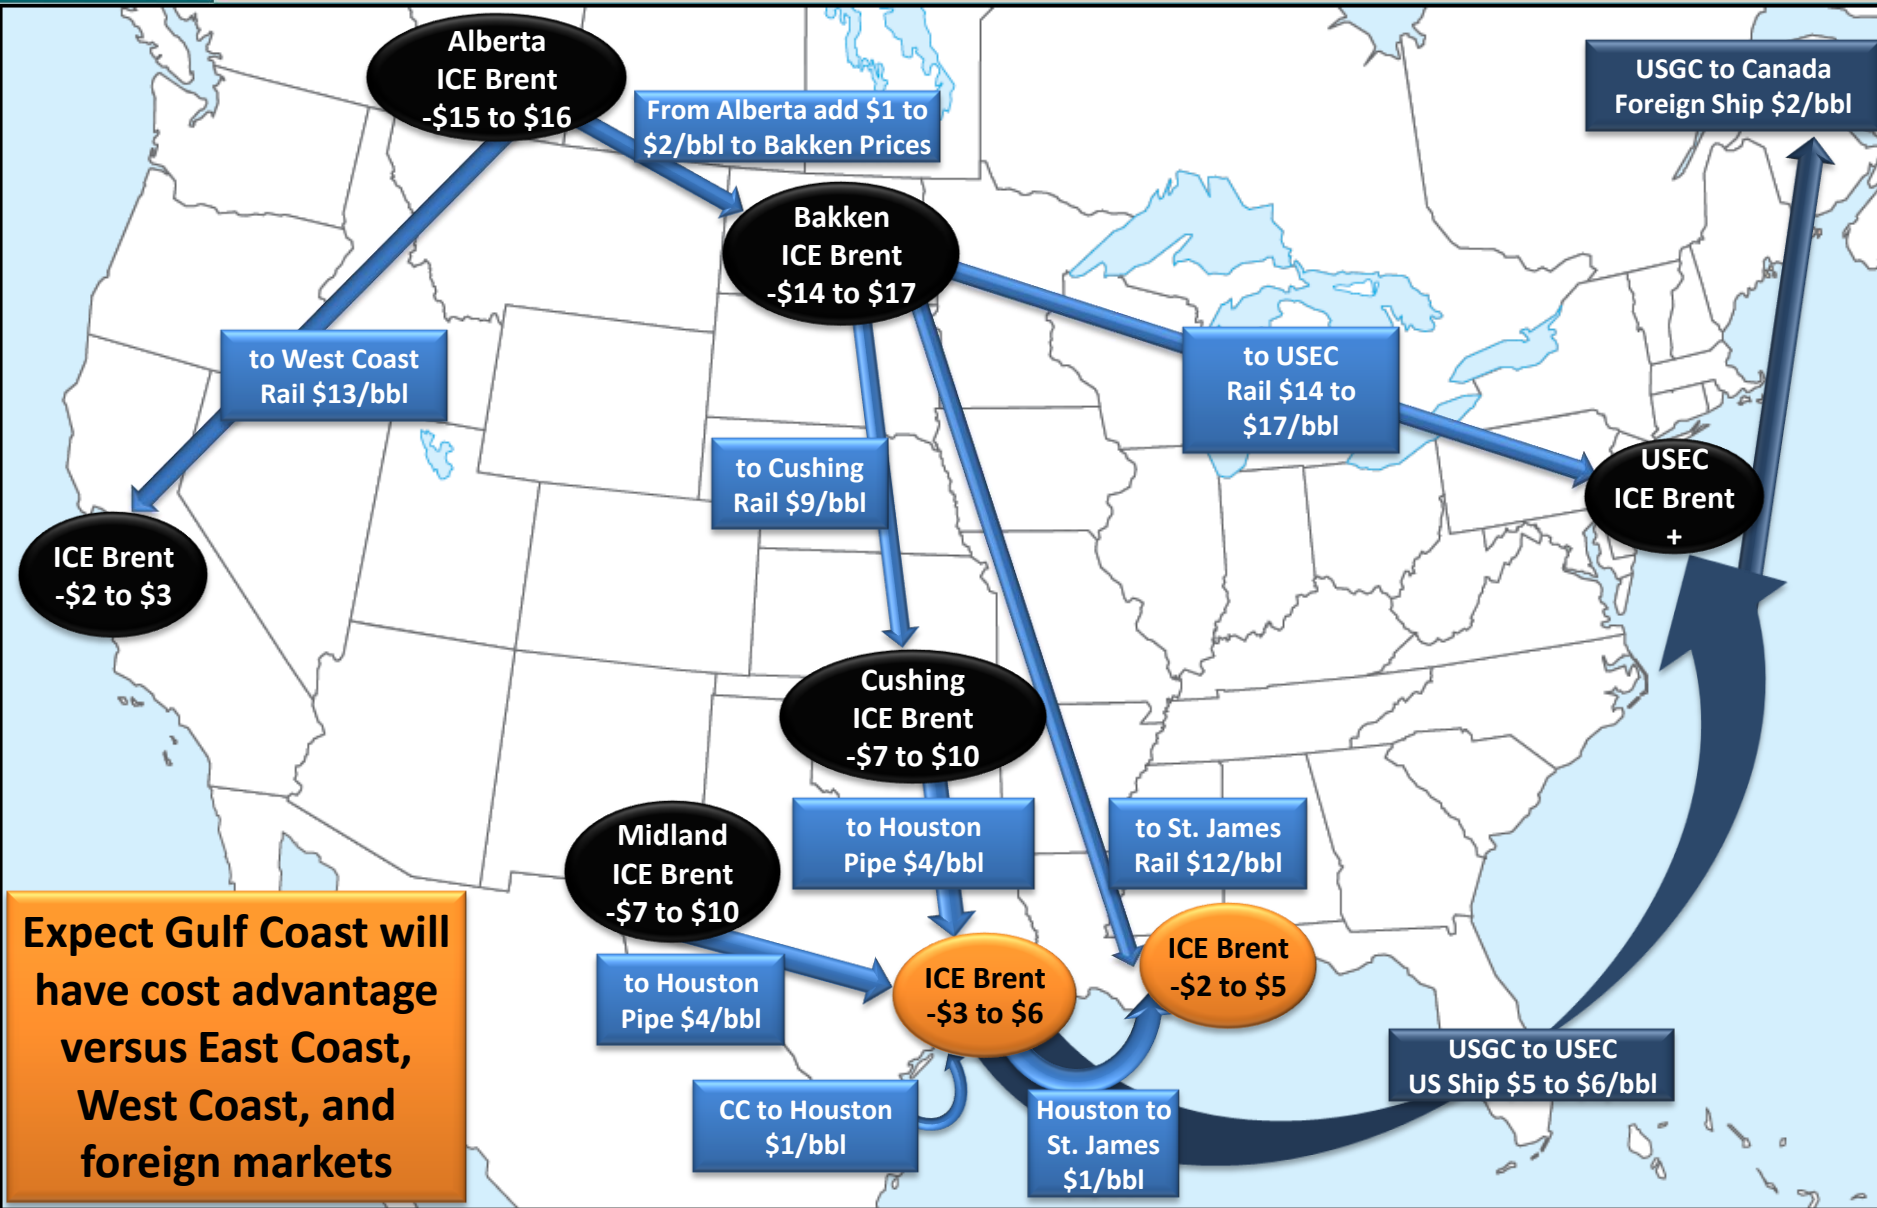 Alberta
ICE Brent
-$15 to $16
From Alberta add $1 to
$2/bbl to Bakken Prices
USGC to Canada
Foreign Ship $2/bbl
Bakken
ICE Brent
-$14 to $17
to West Coast
Rail $13/bbl
to USEC
Rail $14 to
$17/bbl
to Cushing
Rail $9/bbl
USEC
ICE Brent
+
ICE Brent
-$2 to $3
Cushing
ICE Brent
-$7 to $10
Midland
ICE Brent
-$7 to $10
to Houston
Pipe $4/bbl
to St. James
Rail $12/bbl
Expect Gulf Coast will
have cost advantage
versus East Coast,
West Coast, and
foreign markets
to Houston
Pipe $4/bbl
ICE Brent
-$3 to $6
ICE Brent
-$2 to $5
USGC to USEC
US Ship $5 to $6/bbl
CC to Houston
$1/bbl
Houston to
St. James
$1/bbl